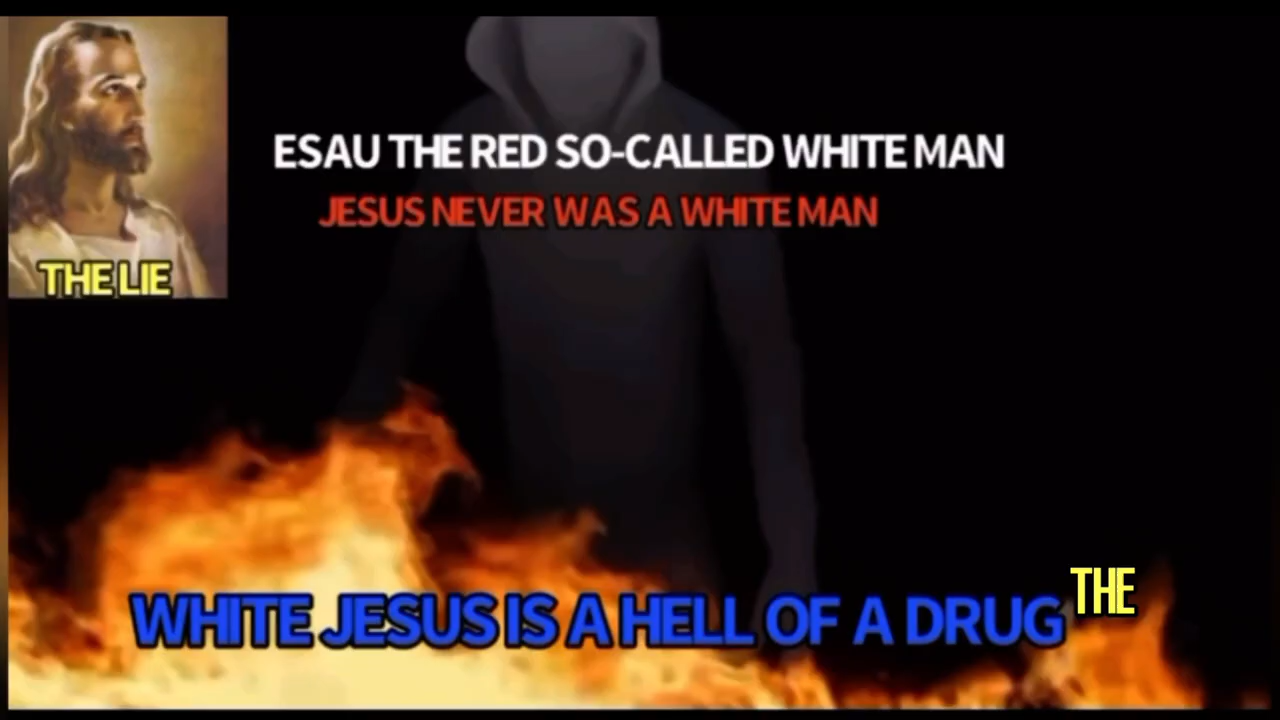 ESAU THE RED SO-CALLED WHITE MAN
JESUS NEVER WAS A WHITE MAN
THE LIE
WHITE JESUS IS A HELL OF A DRUG
THE